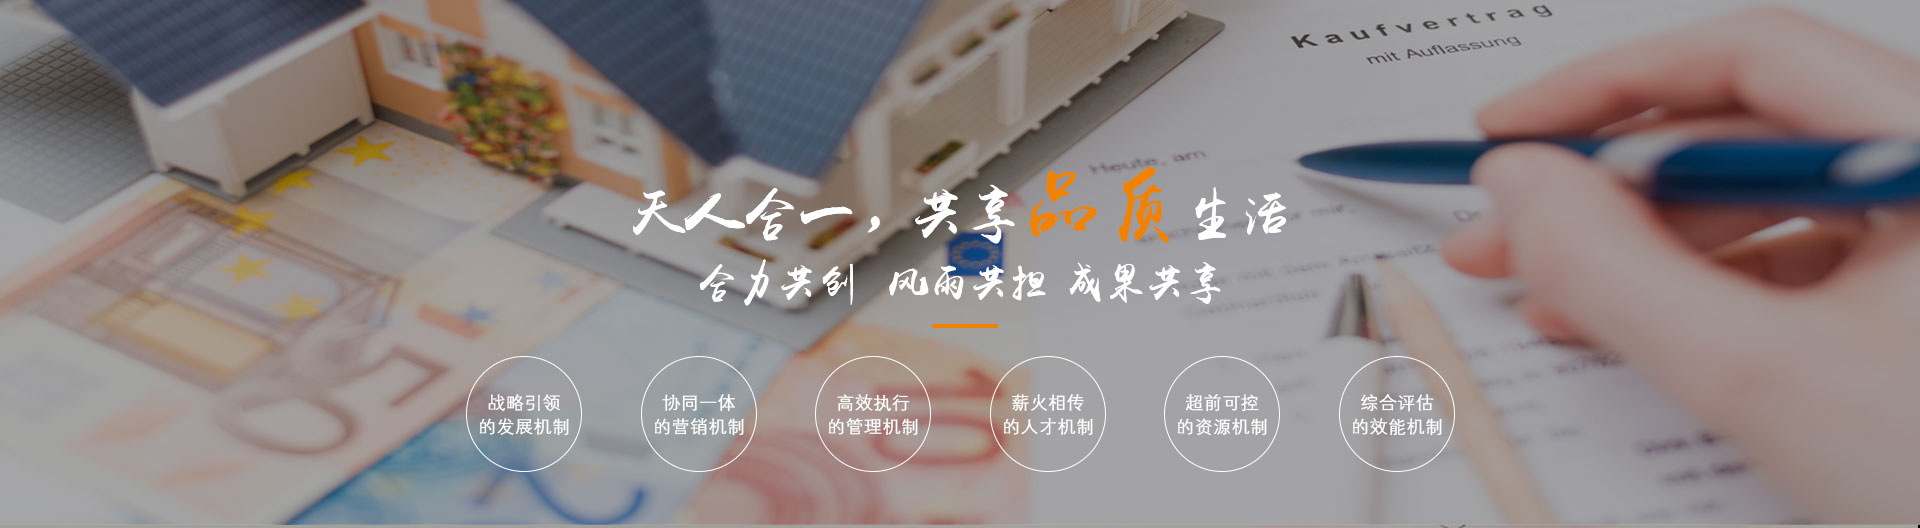 Kaufvertrag
mit Auflassung
Heute, am
天人合一，共享品质生活
合力共创 风雨共担 成果共享
战略引领
的发展机制
协同一体
的营销机制
高效执行
的管理机制
薪火相传
的人才机制
超前可控
的资源机制
综合评估
的效能机制
50
10